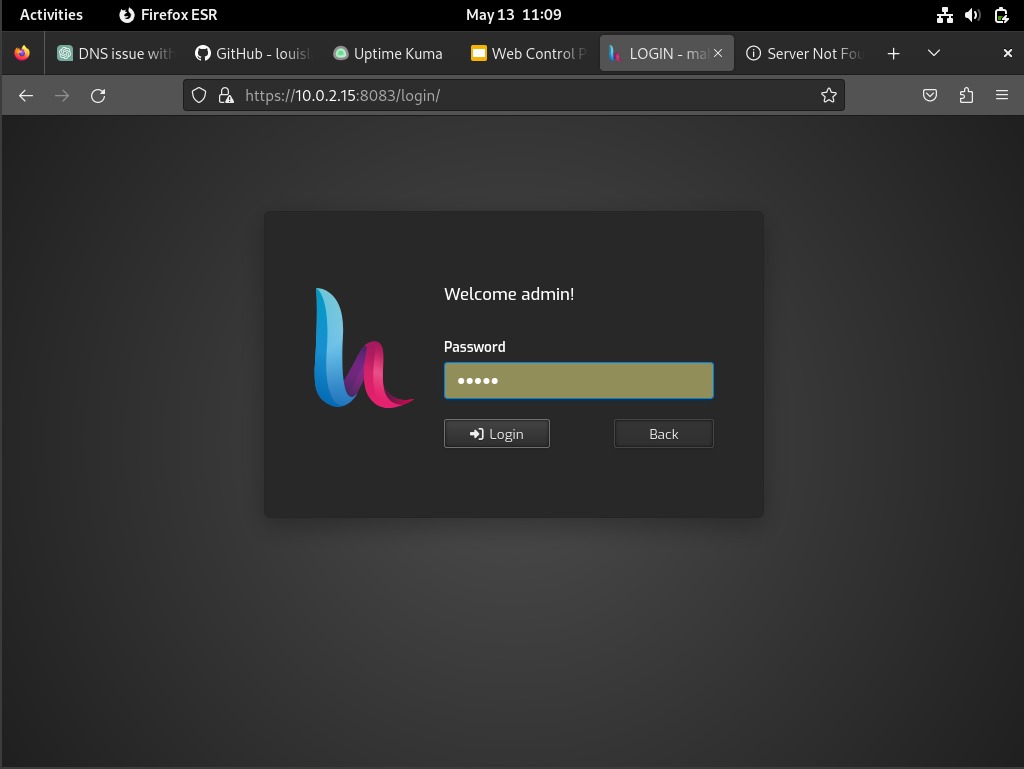 Activities Firefox ESR May 13 11:09
DNS issue with GitHub - louisl Uptime Kuma Web Control P LOGIN - mai Server Not Fou
https://10.0.2.15:8083/login/
Welcome admin!
Password
•••••
Login Back